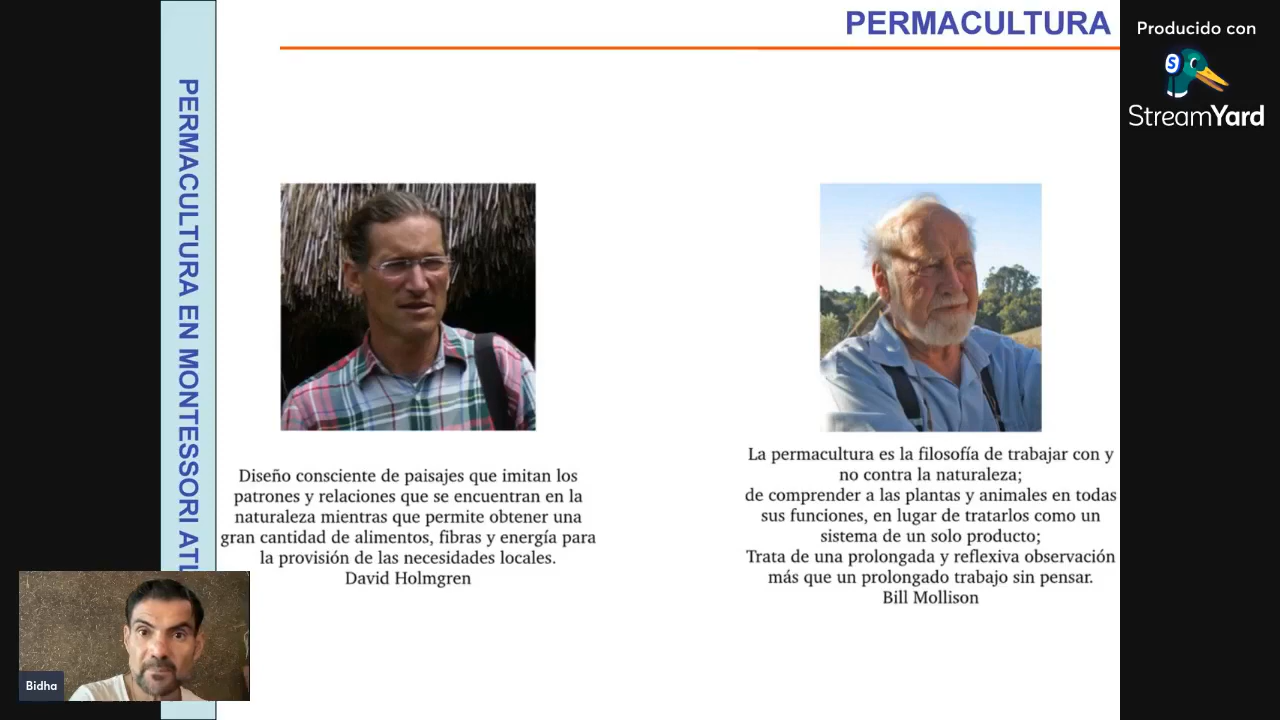 PERMACULTURA
Producido con
StreamYard
PERMACULTURA EN MONTESSORI
Diseño consciente de paisajes que imitan los
patrones y relaciones que se encuentran en la
naturaleza mientras que permite obtener una
gran cantidad de alimentos, fibras y energía para
la provisión de las necesidades locales.
David Holmgren
La permacultura es la filosofía de trabajar con y
no contra la naturaleza;
de comprender a las plantas y animales en todas
sus funciones, en lugar de tratarlos como un
sistema de un solo producto;
Trata de una prolongada y reflexiva observación
más que un prolongado trabajo sin pensar.
Bill Mollison
Bidha